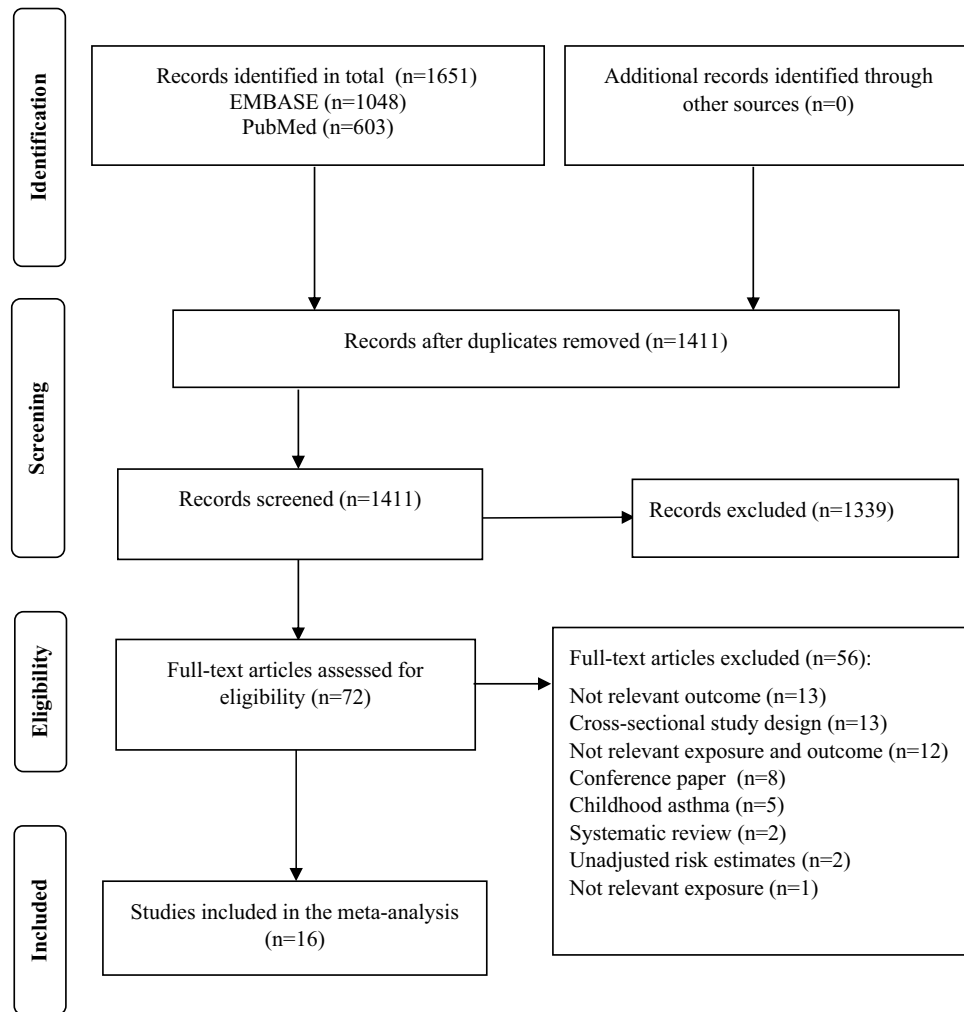 Identification
Records identified in total (n=1651)
EMBASE (n=1048)
PubMed (n=603)
Additional records identified through
other sources (n=0)
Screening
Records after duplicates removed (n=1411)
Records screened (n=1411)
Records excluded (n=1339)
Eligibility
Full-text articles assessed for
eligibility (n=72)
Full-text articles excluded (n=56):
Not relevant outcome (n=13)
Cross-sectional study design (n=13)
Not relevant exposure and outcome (n=12)
Conference paper (n=8)
Childhood asthma (n=5)
Systematic review (n=2)
Unadjusted risk estimates (n=2)
Not relevant exposure (n=1)
Included
Studies included in the meta-analysis
(n=16)